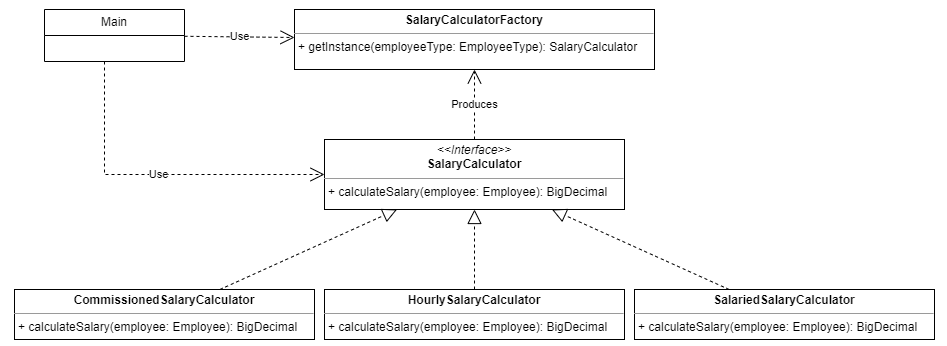 Main
SalaryCalculatorFactory
Use
+ getInstance(employeeType: EmployeeType): SalaryCalculator
Produces
<<Interface>>
SalaryCalculator
Use
+ calculateSalary(employee: Employee): BigDecimal
CommissionedSalaryCalculator
+ calculateSalary(employee: Employee): BigDecimal
HourlySalaryCalculator
+ calculateSalary(employee: Employee): BigDecimal
SalariedSalaryCalculator
+ calculateSalary(employee: Employee): BigDecimal